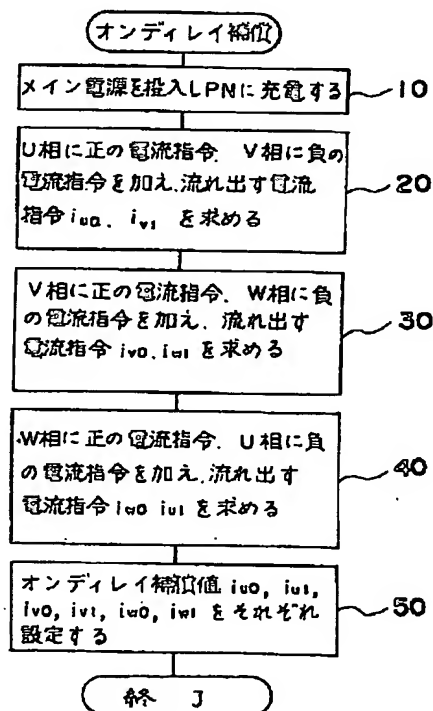 オンディレイ補償
メイン電源を投入LPNに充電する
10
U相に正の電流指令、V相に負の
電流指令を加え、流れ出す電流
指令 iu0、iv1 を求める
20
V相に正の電流指令、W相に負
の電流指令を加え、流れ出す
電流指令 iv0、iw1 を求める
30
W相に正の電流指令、U相に負
の電流指令を加え、流れ出す
電流指令 iw0 iu1 を求める
40
オンディレイ補償値 iu0, iu1,
iv0, iv1, iw0, iw1 をそれぞれ
設定する
50
終了